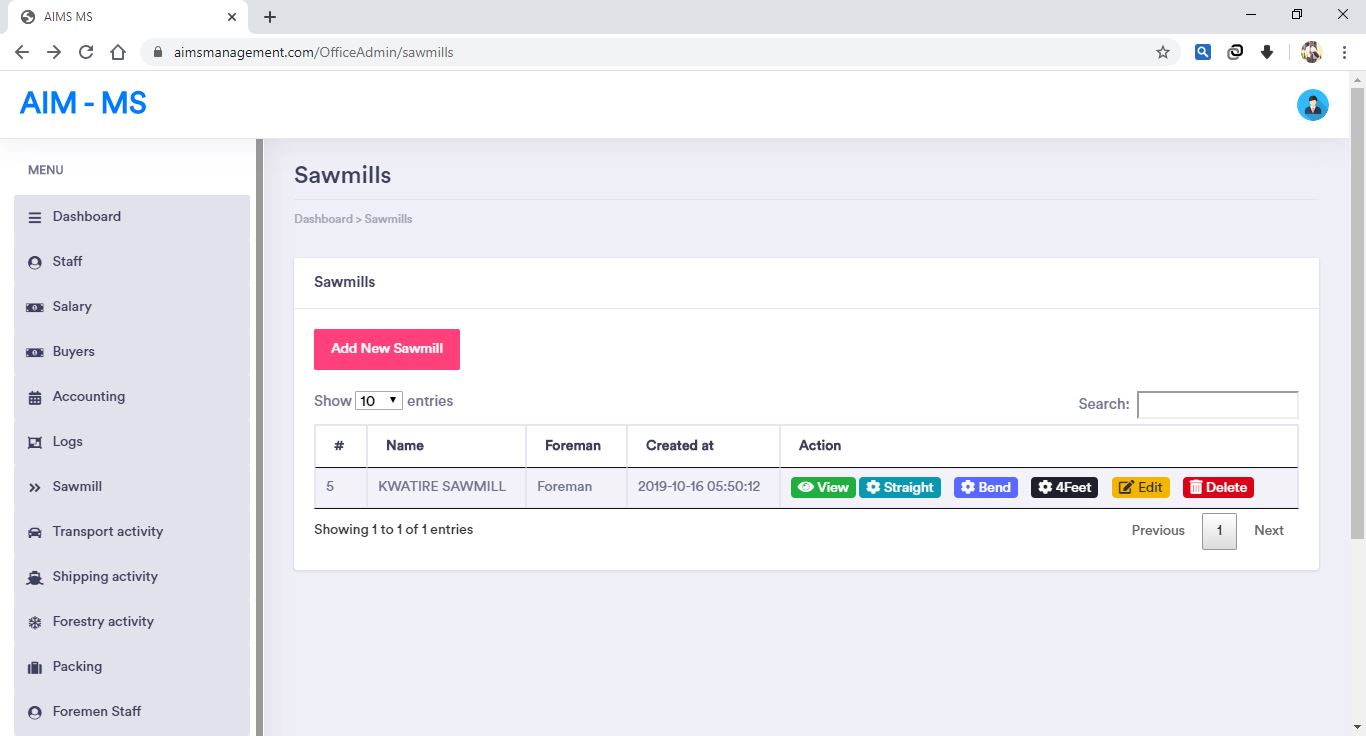 AIMS MS
aimsmanagement.com/OfficeAdmin/sawmills
AIM - MS
MENU
Dashboard
Staff
Salary
Buyers
Accounting
Logs
Sawmill
Transport activity
Shipping activity
Forestry activity
Packing
Foremen Staff
Sawmills
Dashboard > Sawmills
Sawmills
Add New Sawmill
Show 10 entries
Search:
# Name Foreman Created at Action
5 KWATIRE SAWMILL Foreman 2019-10-16 05:50:12 View Straight Bend 4Feet Edit Delete
Showing 1 to 1 of 1 entries
Previous 1 Next